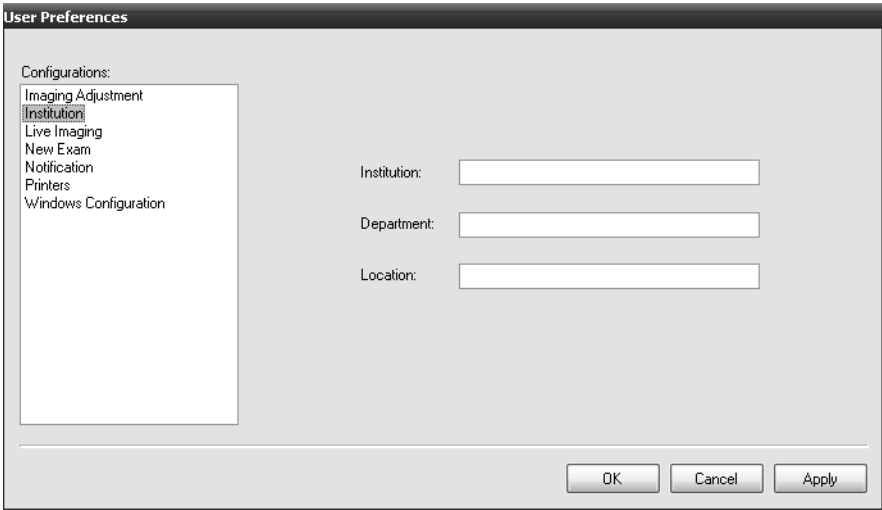 User Preferences
Configurations:
Imaging Adjustment
Institution
Live Imaging
New Exam
Notification
Printers
Windows Configuration
Institution:
Department:
Location:
OK Cancel Apply